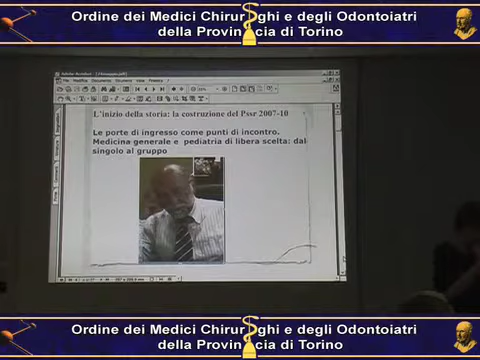 Ordine dei Medici Chirurghi e degli Odontoiatri
della Provincia di Torino
L'inizio della storia: la costruzione del Pssr 2007-10
Le porte di ingresso come punti di incontro.
Medicina generale e pediatria di libera scelta: dal
singolo al gruppo
Ordine dei Medici Chirurghi e degli Odontoiatri
della Provincia di Torino